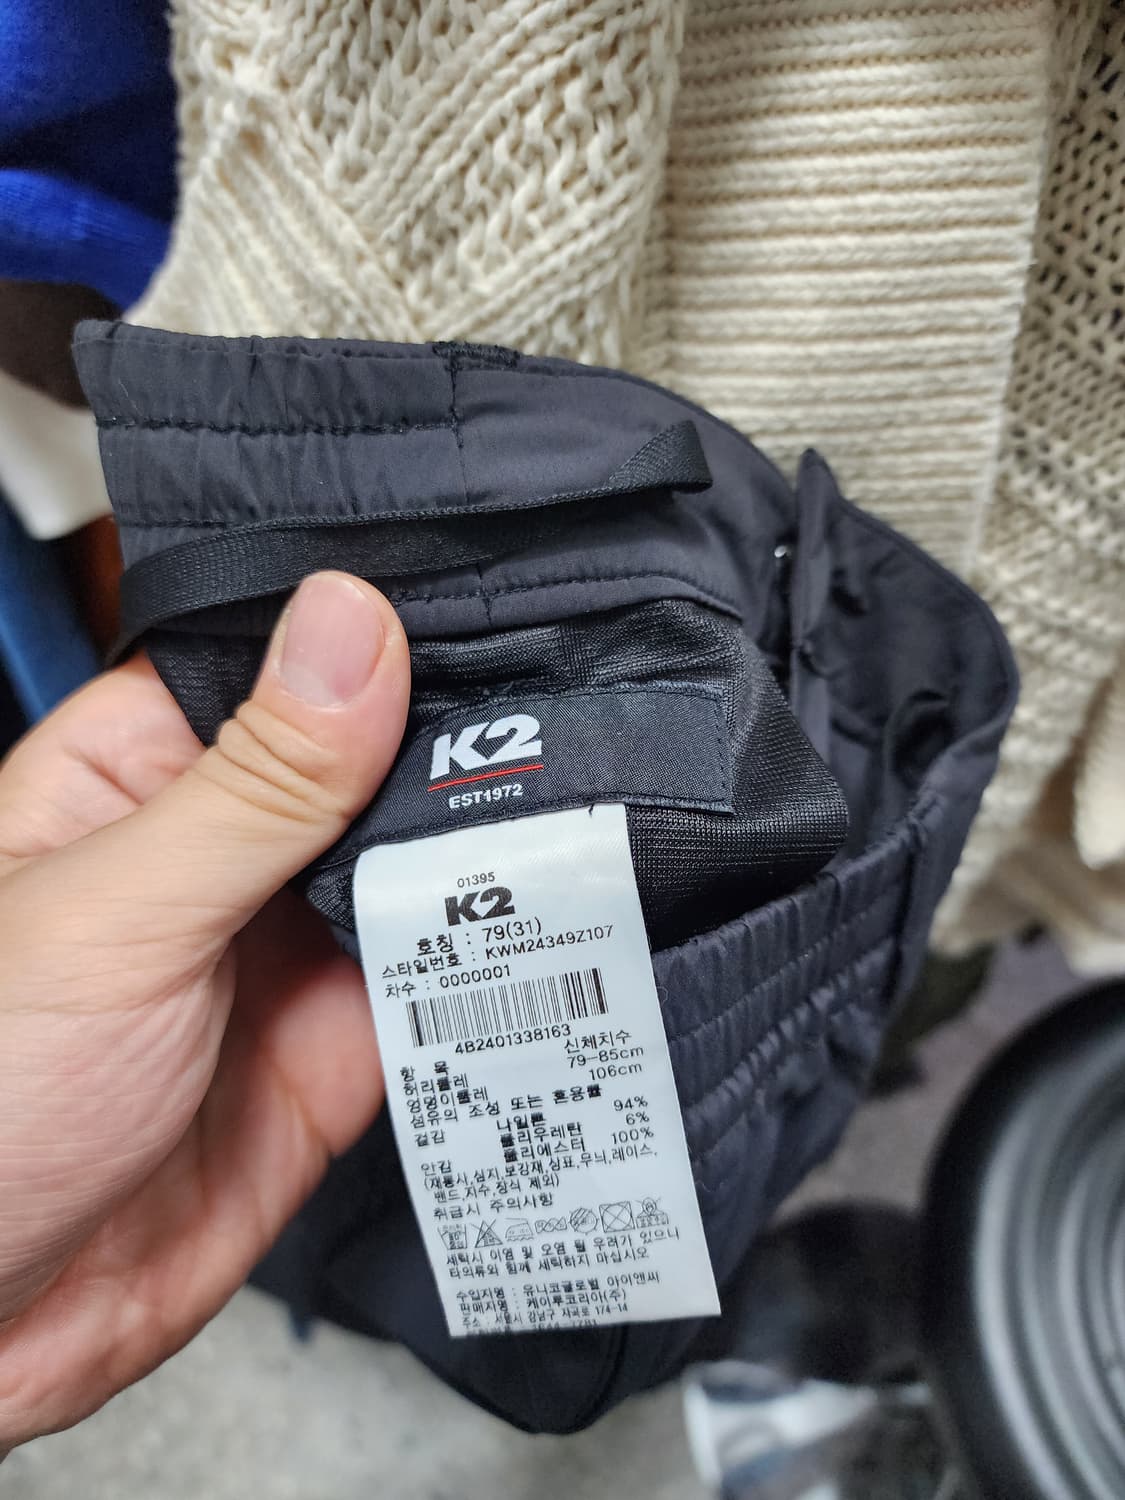 K2
EST1972
01395
K2
호칭 : 79(31)
스타일번호 : KWM24349Z107
차수 : 0000001
4B2401338163
항 목 신체치수
허리둘레 79-85cm
엉덩이둘레 106cm
섬유의 조성 또는 혼용률
겉감 나일론 94%
폴리우레탄 6%
안감 폴리에스터 100%
(재봉시,심지,보강재,상표,무늬,레이스,
밴드,자수,장식 제외)
취급시 주의사항
세탁시 이염 및 오염 될 우려가 있으니
타의류와 함께 세탁하지 마십시오
수입자명 : 유니코글로벌 아이앤씨
판매자명 : 케이투코리아(주)
주소 : 서울시 강남구 자곡로 174-14